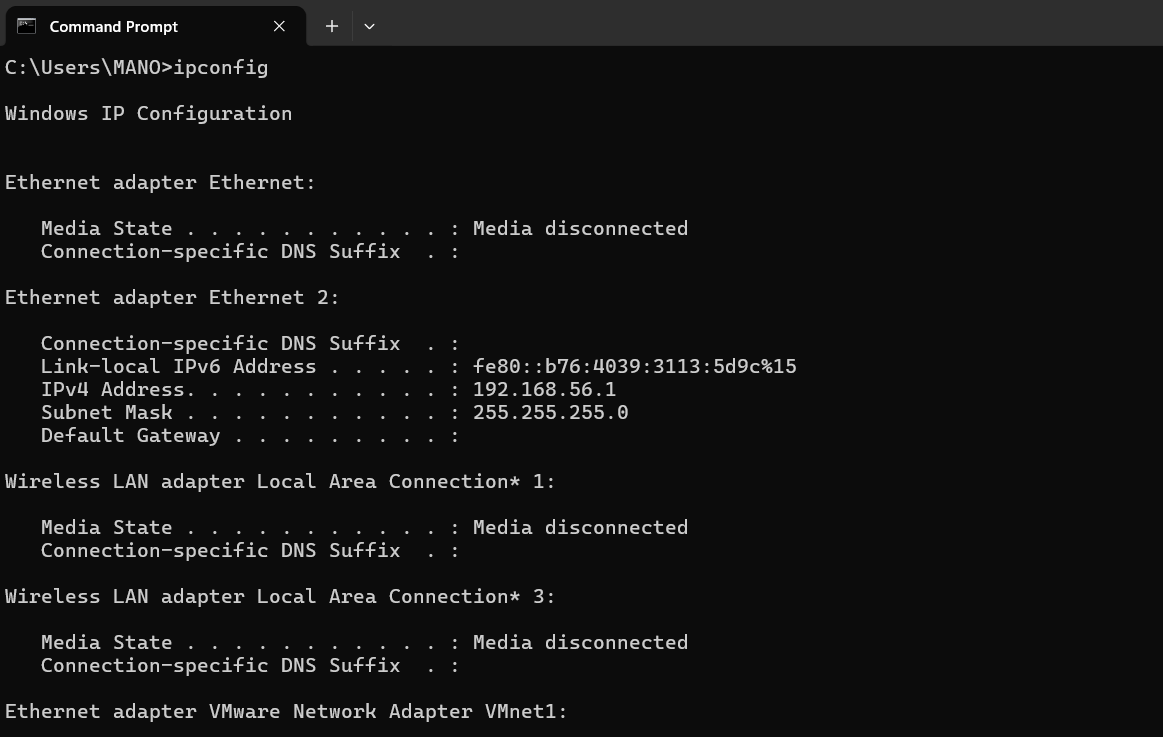 Command Prompt
C:\Users\MANO>ipconfig
Windows IP Configuration
Ethernet adapter Ethernet:
   Media State . . . . . . . . . . . : Media disconnected
   Connection-specific DNS Suffix  . :
Ethernet adapter Ethernet 2:
   Connection-specific DNS Suffix  . :
   Link-local IPv6 Address . . . . . : fe80::b76:4039:3113:5d9c%15
   IPv4 Address. . . . . . . . . . . : 192.168.56.1
   Subnet Mask . . . . . . . . . . . : 255.255.255.0
   Default Gateway . . . . . . . . . :
Wireless LAN adapter Local Area Connection* 1:
   Media State . . . . . . . . . . . : Media disconnected
   Connection-specific DNS Suffix  . :
Wireless LAN adapter Local Area Connection* 3:
   Media State . . . . . . . . . . . : Media disconnected
   Connection-specific DNS Suffix  . :
Ethernet adapter VMware Network Adapter VMnet1: